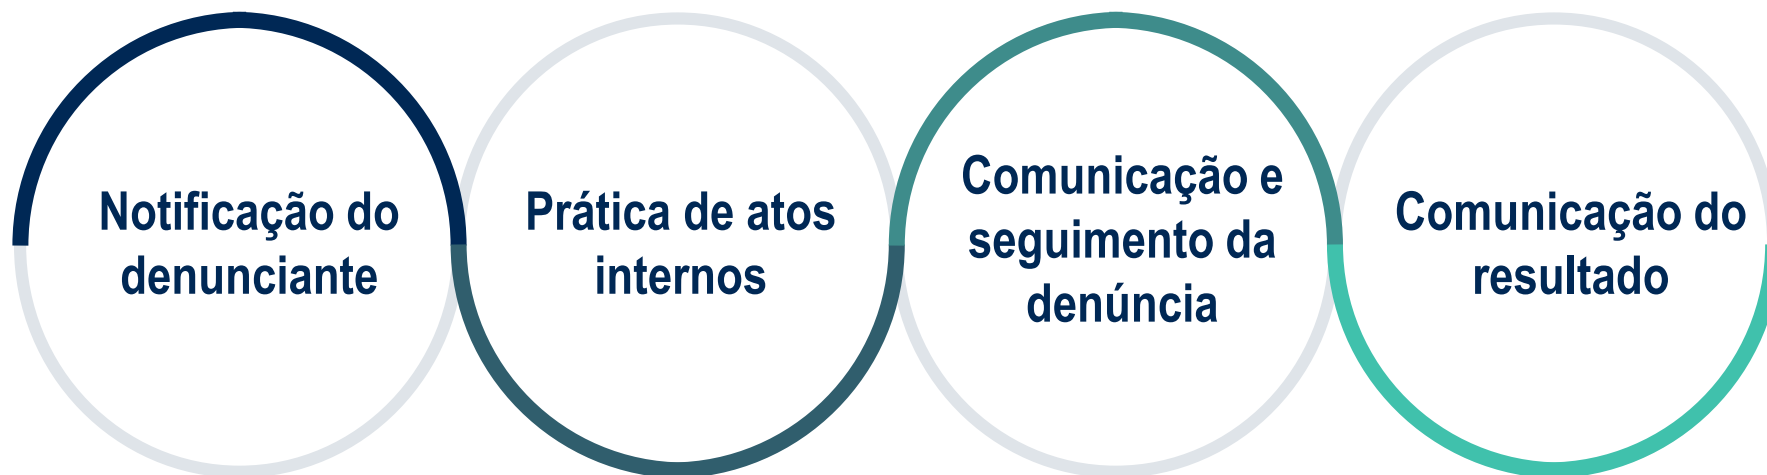 Notificação do
denunciante
Prática de atos
internos
Comunicação e
seguimento da
denúncia
Comunicação do
resultado